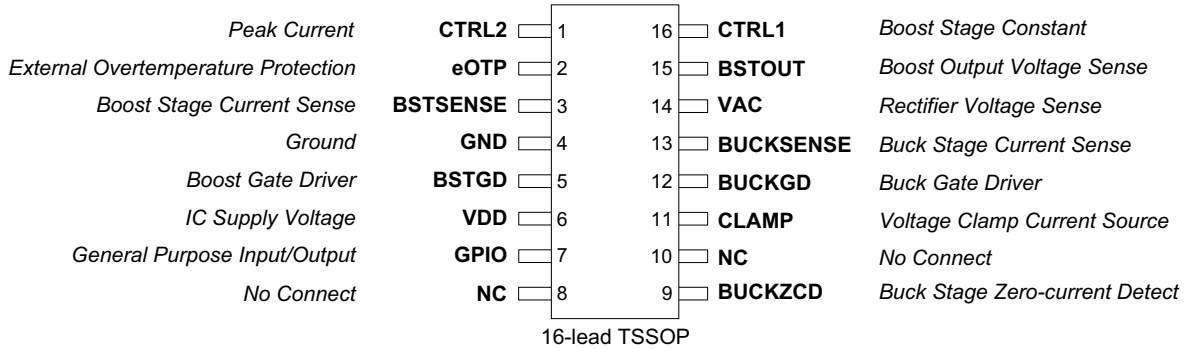 Peak Current CTRL2 1 16 CTRL1 Boost Stage Constant
External Overtemperature Protection eOTP 2 15 BSTOUT Boost Output Voltage Sense
Boost Stage Current Sense BSTSENSE 3 14 VAC Rectifier Voltage Sense
Ground GND 4 13 BUCKSENSE Buck Stage Current Sense
Boost Gate Driver BSTGD 5 12 BUCKGD Buck Gate Driver
IC Supply Voltage VDD 6 11 CLAMP Voltage Clamp Current Source
General Purpose Input/Output GPIO 7 10 NC No Connect
No Connect NC 8 9 BUCKZCD Buck Stage Zero-current Detect
16-lead TSSOP